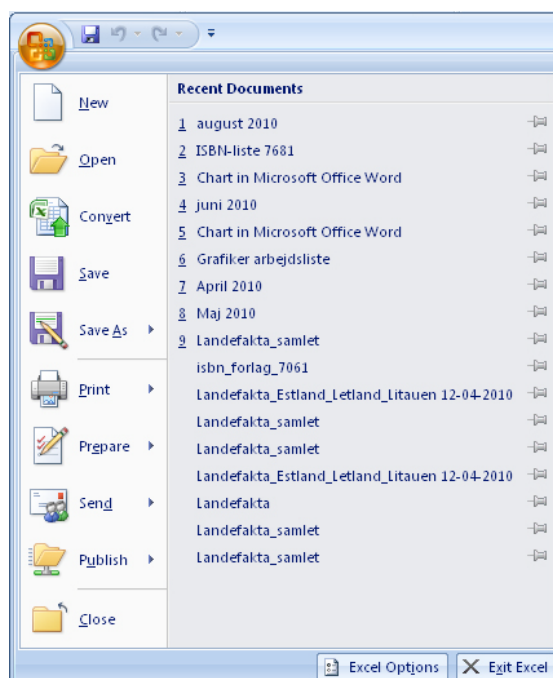 New
Open
Convert
Save
Save As
Print
Prepare
Send
Publish
Close
Recent Documents
1 august 2010
2 ISBN-liste 7681
3 Chart in Microsoft Office Word
4 juni 2010
5 Chart in Microsoft Office Word
6 Grafiker arbejdsliste
7 April 2010
8 Maj 2010
9 Landefakta_samlet
isbn_forlag_7061
Landefakta_Estland_Letland_Litauen 12-04-2010
Landefakta_samlet
Landefakta_samlet
Landefakta_Estland_Letland_Litauen 12-04-2010
Landefakta
Landefakta_samlet
Landefakta_samlet
Excel Options
Exit Excel